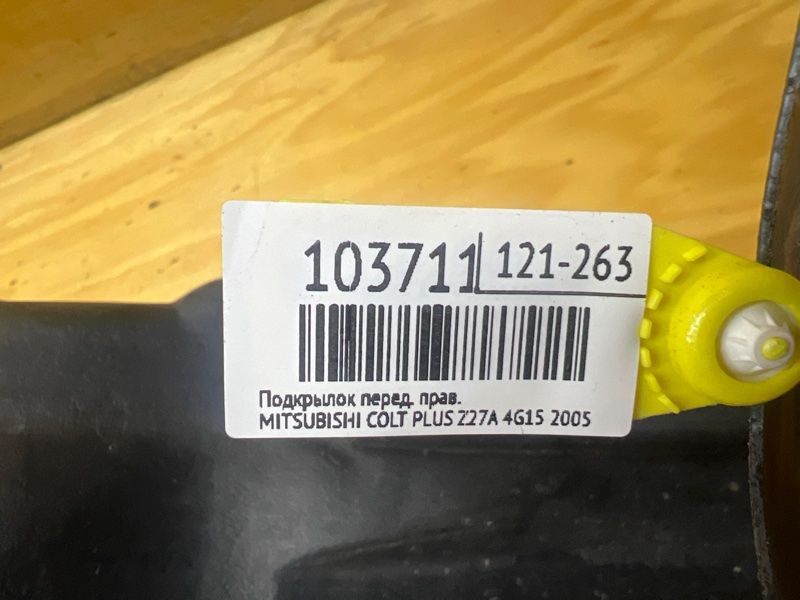 103711 121-263
Подкрылок перед. прав.
MITSUBISHI COLT PLUS Z27A 4G15 2005